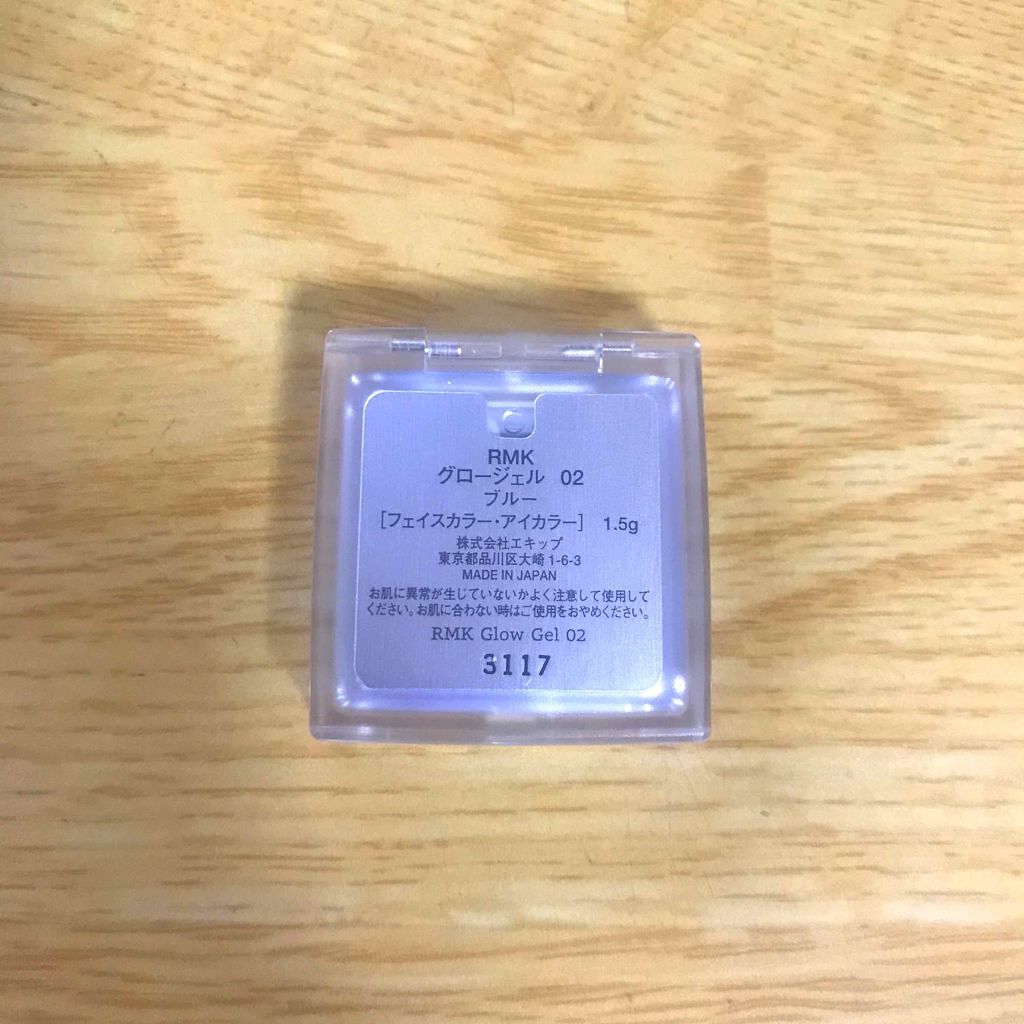 RMK
グロージェル 02
ブルー
[フェイスカラー・アイカラー] 1.5g
株式会社エキップ
東京都品川区大崎1-6-3
MADE IN JAPAN
お肌に異常が生じていないかよく注意して使用して
ください。お肌に合わない時はご使用をおやめください。
RMK Glow Gel 02
3117